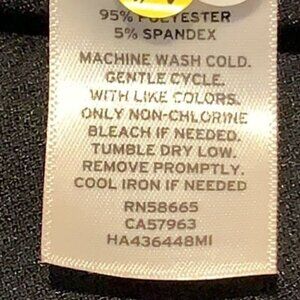 95% POLYESTER
5% SPANDEX
MACHINE WASH COLD.
GENTLE CYCLE.
WITH LIKE COLORS.
ONLY NON-CHLORINE
BLEACH IF NEEDED.
TUMBLE DRY LOW.
REMOVE PROMPTLY.
COOL IRON IF NEEDED
RN58665
CA57963
HA436448MI